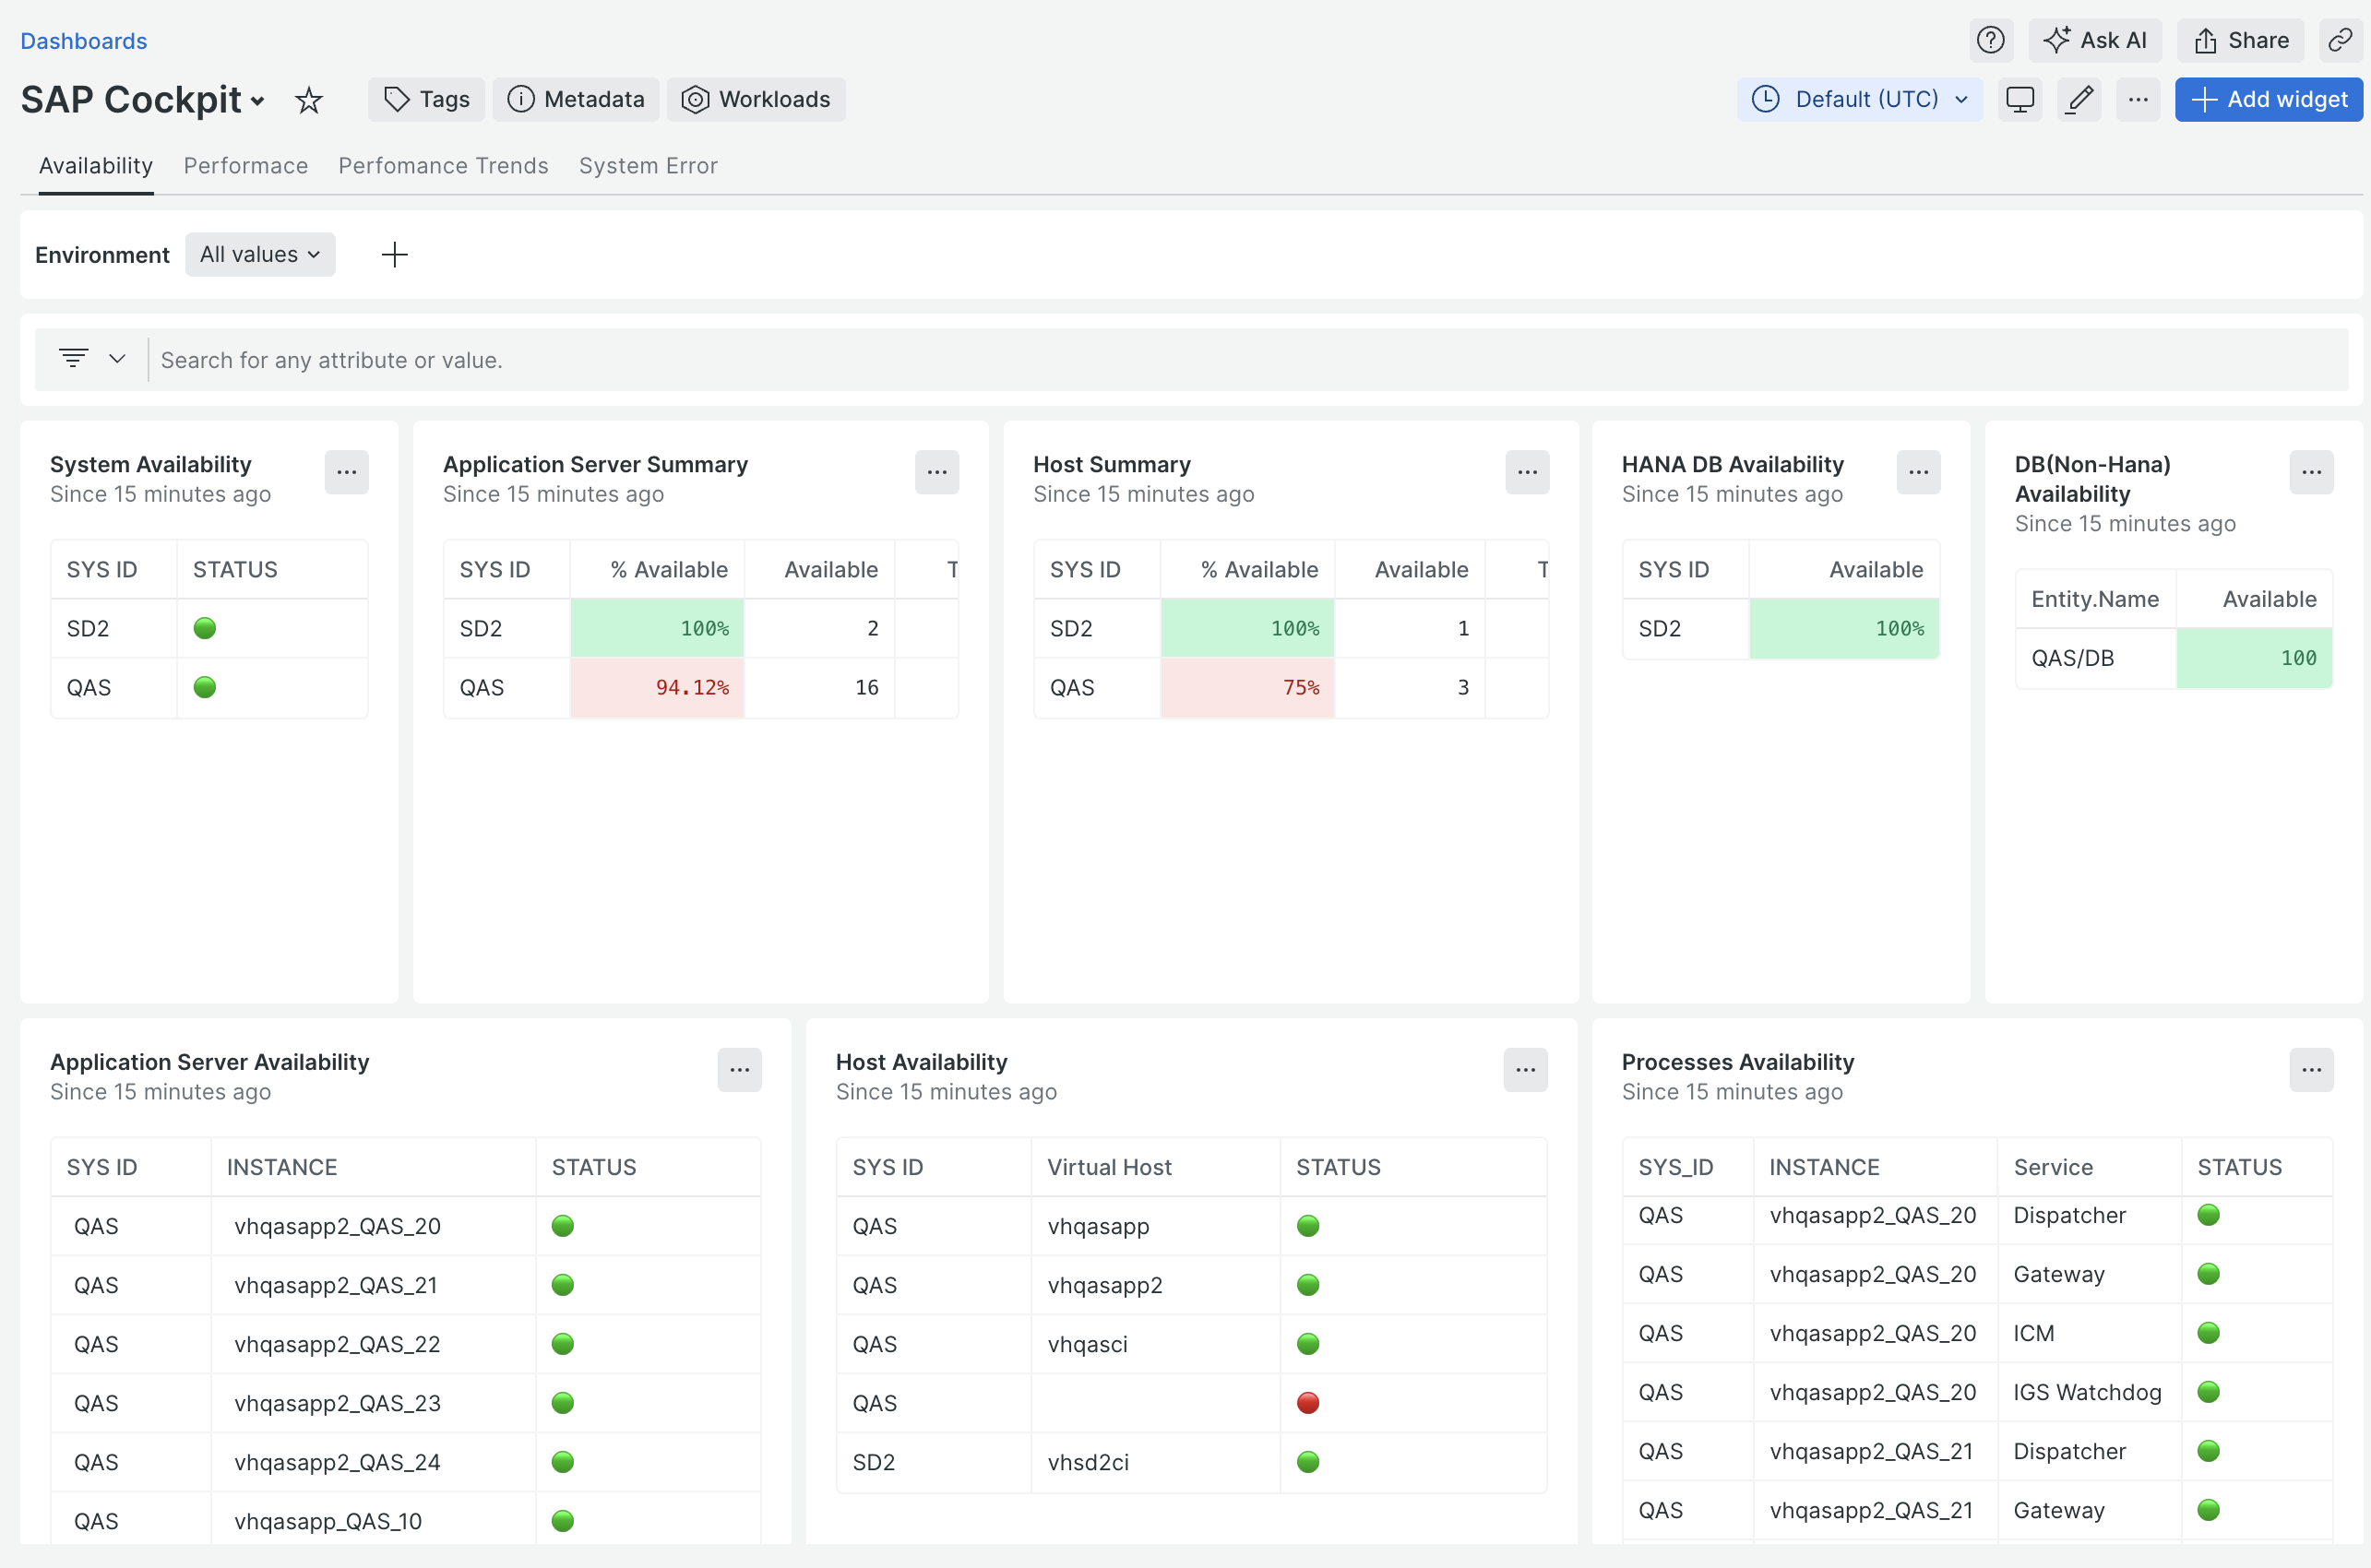 Dashboards
Ask AI
Share
SAP Cockpit
Tags
Metadata
Workloads
Default (UTC)
Add widget
Availability Performace Perfomance Trends System Error
Environment All values
Search for any attribute or value.
System Availability
Since 15 minutes ago
SYS ID STATUS
SD2
QAS
Application Server Summary
Since 15 minutes ago
SYS ID % Available Available T
SD2 100% 2
QAS 94.12% 16
Host Summary
Since 15 minutes ago
SYS ID % Available Available T
SD2 100% 1
QAS 75% 3
HANA DB Availability
Since 15 minutes ago
SYS ID Available
SD2 100%
DB(Non-Hana)
Availability
Since 15 minutes ago
Entity.Name Available
QAS/DB 100
Application Server Availability
Since 15 minutes ago
SYS ID INSTANCE STATUS
QAS vhqasapp2_QAS_20
QAS vhqasapp2_QAS_21
QAS vhqasapp2_QAS_22
QAS vhqasapp2_QAS_23
QAS vhqasapp2_QAS_24
QAS vhqasapp_QAS_10
Host Availability
Since 15 minutes ago
SYS ID Virtual Host STATUS
QAS vhqasapp
QAS vhqasapp2
QAS vhqasci
QAS
SD2 vhsd2ci
Processes Availability
Since 15 minutes ago
SYS_ID INSTANCE Service STATUS
QAS vhqasapp2_QAS_20 Dispatcher
QAS vhqasapp2_QAS_20 Gateway
QAS vhqasapp2_QAS_20 ICM
QAS vhqasapp2_QAS_20 IGS Watchdog
QAS vhqasapp2_QAS_21 Dispatcher
QAS vhqasapp2_QAS_21 Gateway